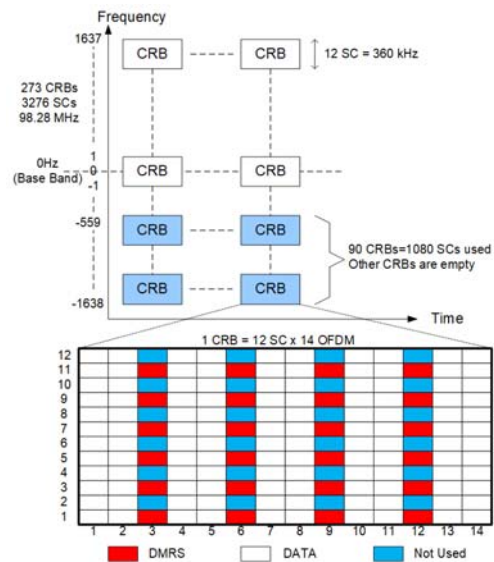 Frequency
1637
CRB
CRB
12 SC = 360 kHz
273 CRBs
3276 SCs
98.28 MHz
0Hz
(Base Band)
1
0
-1
CRB
CRB
-559
CRB
CRB
90 CRBs=1080 SCs used
Other CRBs are empty
-1638
CRB
CRB
Time
1 CRB = 12 SC x 14 OFDM
12
11
10
9
8
7
6
5
4
3
2
1
1 2 3 4 5 6 7 8 9 10 11 12 13 14
DMRS DATA Not Used